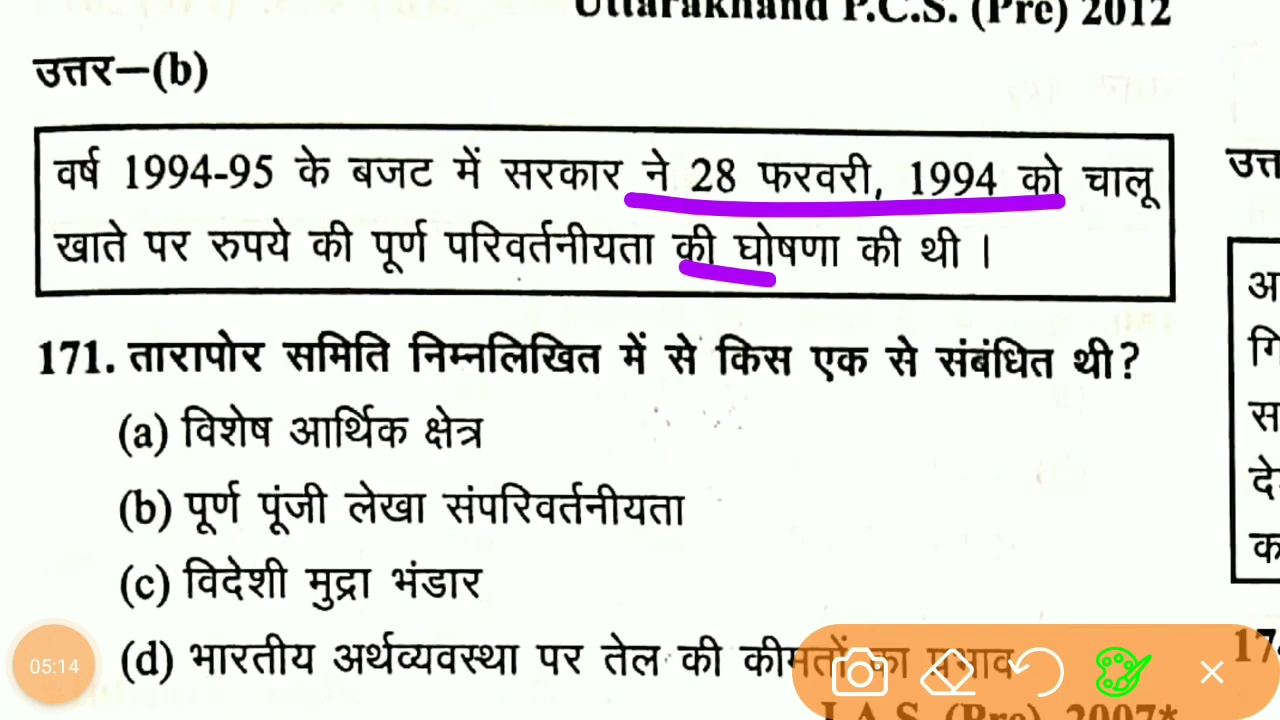 Uttarakhand P.C.S. (Pre) 2012
उत्तर–(b)
वर्ष 1994-95 के बजट में सरकार ने 28 फरवरी, 1994 को चालू
खाते पर रुपये की पूर्ण परिवर्तनीयता की घोषणा की थी ।
171. तारापोर समिति निम्नलिखित में से किस एक से संबंधित थी?
(a) विशेष आर्थिक क्षेत्र
(b) पूर्ण पूंजी लेखा संपरिवर्तनीयता
(c) विदेशी मुद्रा भंडार
(d) भारतीय अर्थव्यवस्था पर तेल की कीमतों का प्रभाव
I.A.S. (Pre) 2007*
05:14